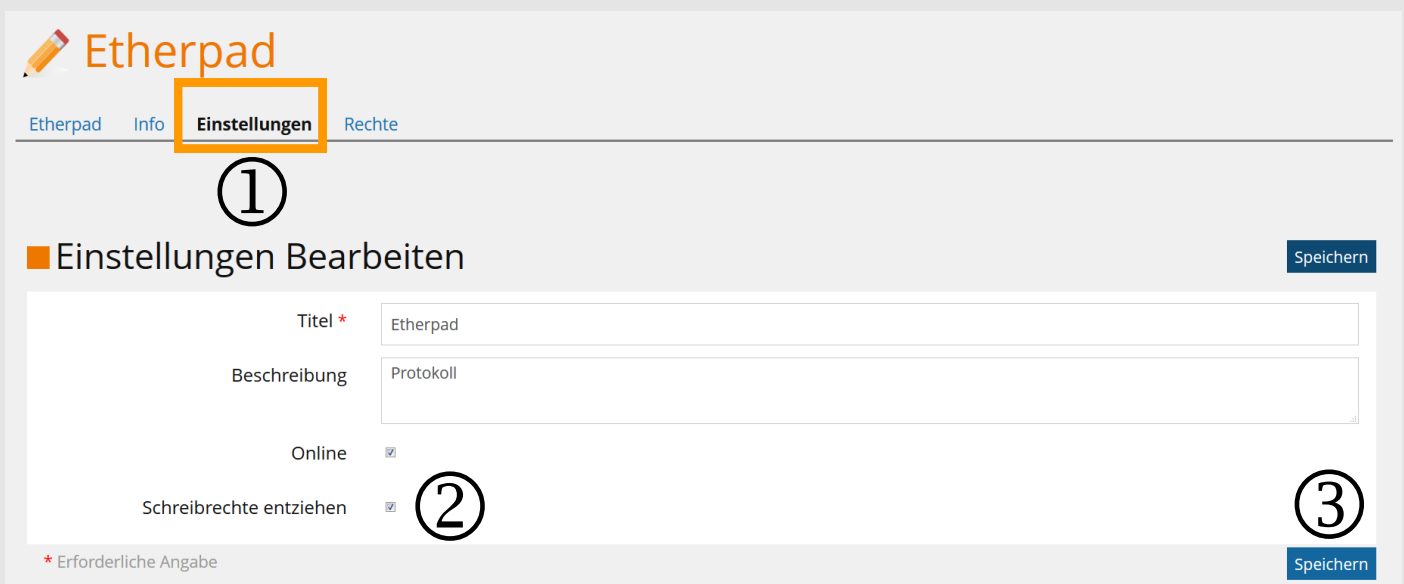 Etherpad
Etherpad Info Einstellungen Rechte
①
Einstellungen Bearbeiten Speichern
Titel * Etherpad
Beschreibung Protokoll
Online
Schreibrechte entziehen ② ③
* Erforderliche Angabe Speichern